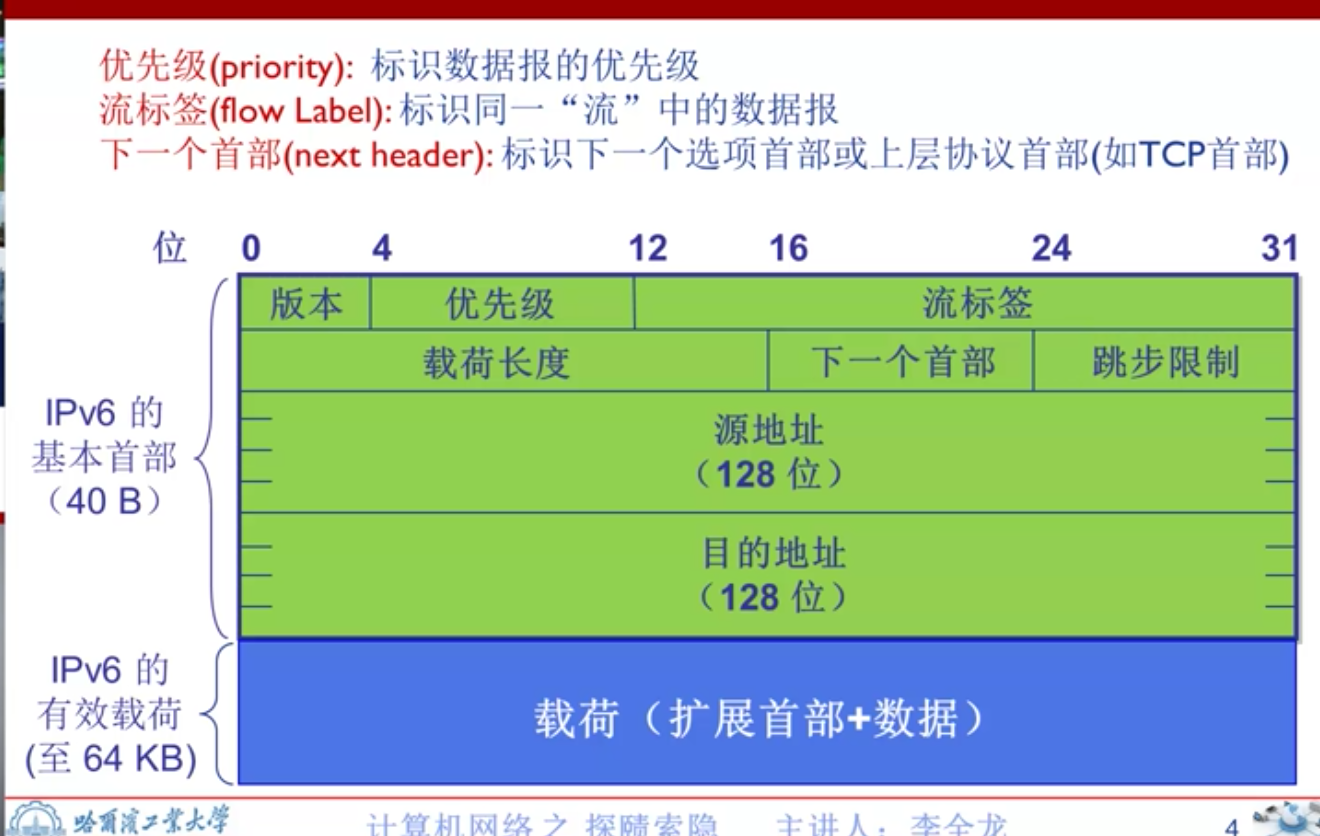 优先级(priority): 标识数据报的优先级
流标签(flow Label): 标识同一“流”中的数据报
下一个首部(next header): 标识下一个选项首部或上层协议首部(如TCP首部)
位 0 4 12 16 24 31
版本 优先级 流标签
载荷长度 下一个首部 跳步限制
IPv6 的
基本首部
（40 B）
源地址
（128 位）
目的地址
（128 位）
IPv6 的
有效载荷
(至 64 KB)
载荷（扩展首部+数据）
哈尔滨工业大学
计算机网络之 探赜索隐 主讲人：李全龙
4